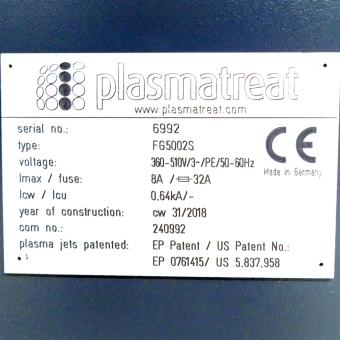 plasmatreat
www.plasmatreat.com
serial no.: 6992
type: FG5002S
voltage: 360-510V/3~/PE/50-60Hz
Imax / fuse: 8A / 32A
Icw / Icu 0,64kA/-
year of construction: cw 31/2018
com no.: 240992
plasma jets patented: EP Patent / US Patent No.:
EP 0761415/ US 5.837,958
CE
Made in Germany